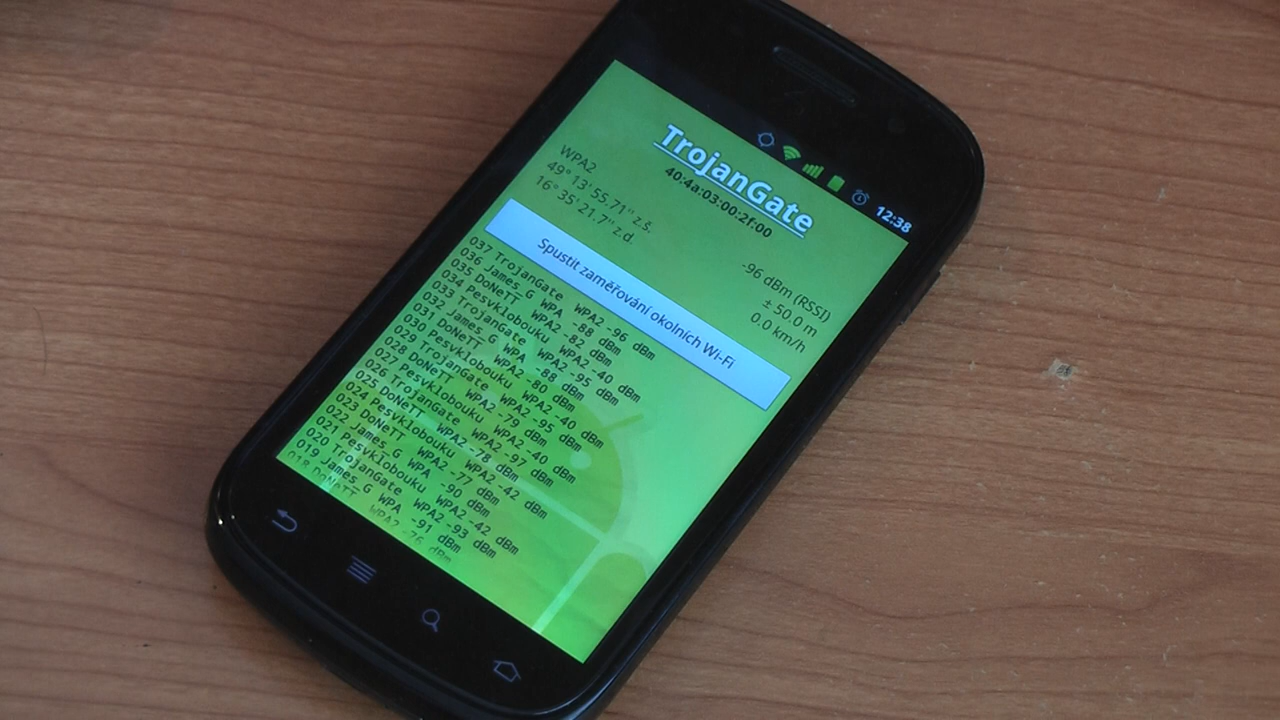 12:38
TrojanGate
40:4a:03:00:2f:00
WPA2
-96 dBm (RSSI)
49°13'55.71'' z.š.
± 50.0 m
16°35'21.7'' z.d.
0.0 km/h
Spustit zaměřování okolních Wi-Fi
037 TrojanGate WPA2 -96 dBm
036 James_G WPA -88 dBm
035 DoNeTT WPA2 -82 dBm
034 Pesvklobouku WPA2 -40 dBm
032 TrojanGate WPA2 -95 dBm
031 James_G WPA -88 dBm
030 DoNeTT WPA2 -80 dBm
029 Pesvklobouku WPA2 -40 dBm
028 TrojanGate WPA2 -95 dBm
027 DoNeTT WPA2 -79 dBm
026 Pesvklobouku WPA2 -40 dBm
025 TrojanGate WPA2 -97 dBm
024 DoNeTT WPA2 -78 dBm
023 Pesvklobouku WPA2 -42 dBm
022 DoNeTT WPA2 -77 dBm
021 James_G WPA -90 dBm
020 Pesvklobouku WPA2 -42 dBm
019 TrojanGate WPA2 -93 dBm
018 James_G WPA -91 dBm
DoNeTT WPA2 -76 dBm